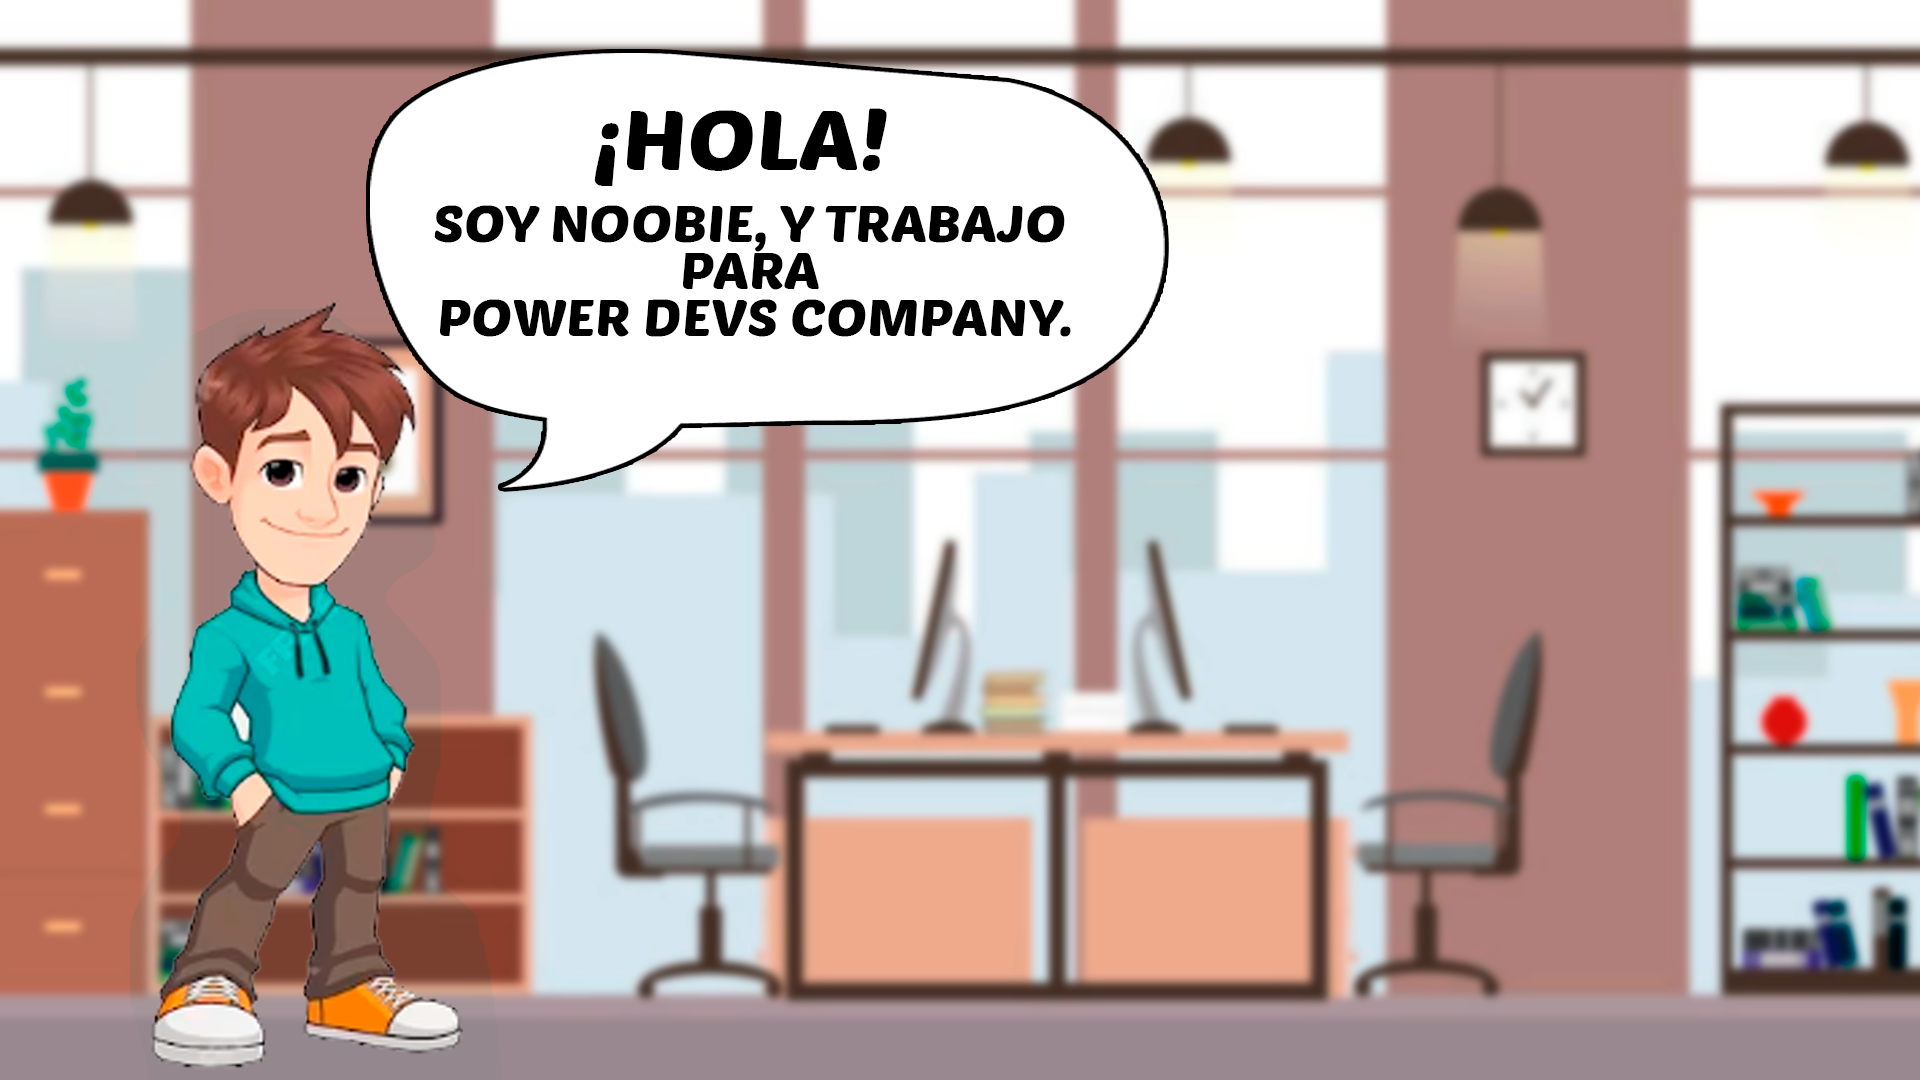 ¡HOLA!
SOY NOOBIE, Y TRABAJO
PARA
POWER DEVS COMPANY.